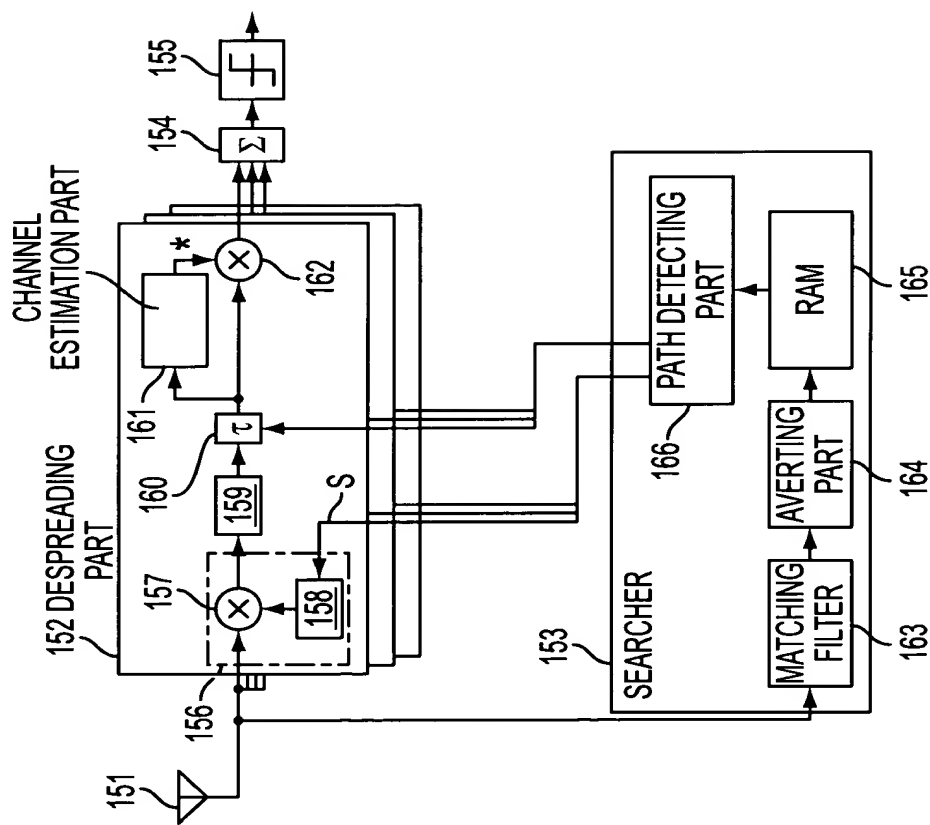 CHANNEL
ESTIMATION PART
152 DESPREADING
PART
161
*
160
τ
159
157
×
158
156
S
×
162
154
Σ
155
151
153
SEARCHER
PATH DETECTING
PART
166
MATCHING
FILTER
163
AVERTING
PART
164
RAM
165